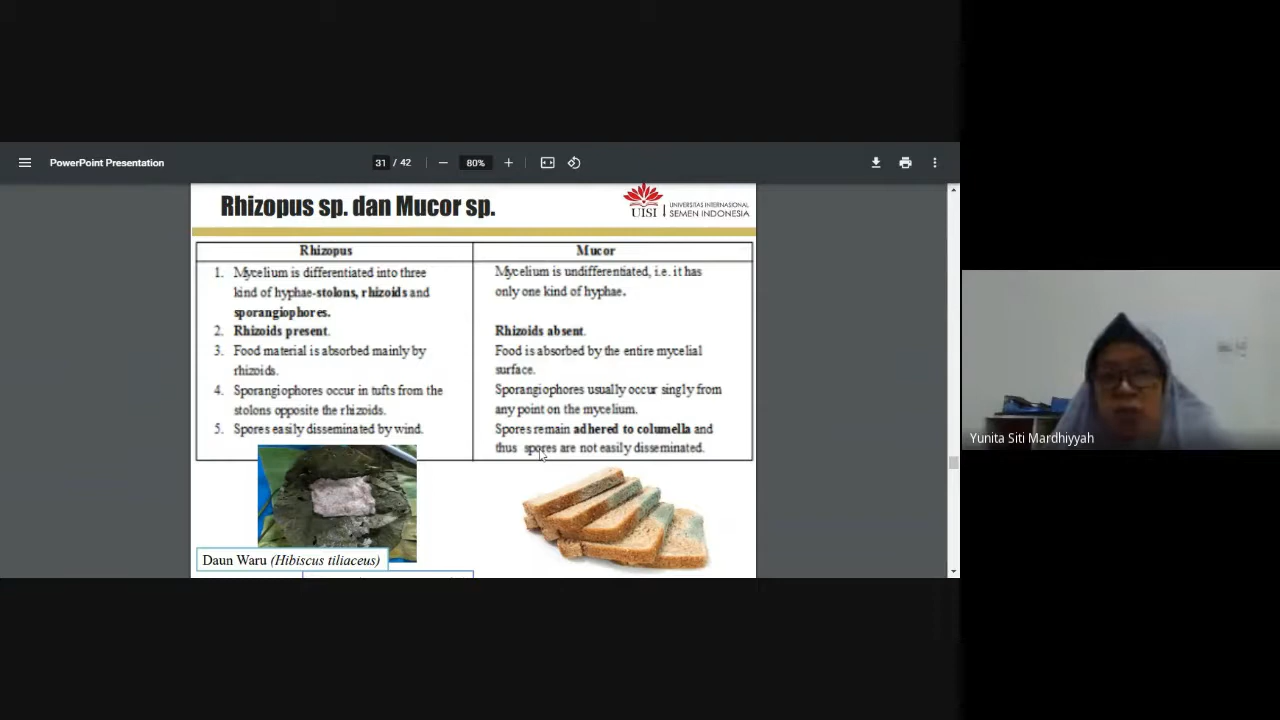 PowerPoint Presentation
31 / 42
80%
Rhizopus sp. dan Mucor sp.
UISI
UNIVERSITAS INTERNASIONAL
SEMEN INDONESIA
Rhizopus
1. Mycelium is differentiated into three
kind of hyphae-stolons, rhizoids and
sporangiophores.
2. Rhizoids present.
3. Food material is absorbed mainly by
rhizoids.
4. Sporangiophores occur in tufts from the
stolons opposite the rhizoids.
5. Spores easily disseminated by wind.
Mucor
Mycelium is undifferentiated, i.e. it has
only one kind of hyphae.
Rhizoids absent.
Food is absorbed by the entire mycelial
surface.
Sporangiophores usually occur singly from
any point on the mycelium.
Spores remain adhered to columella and
thus spores are not easily disseminated.
Daun Waru (Hibiscus tiliaceus)
Yunita Siti Mardhiyyah